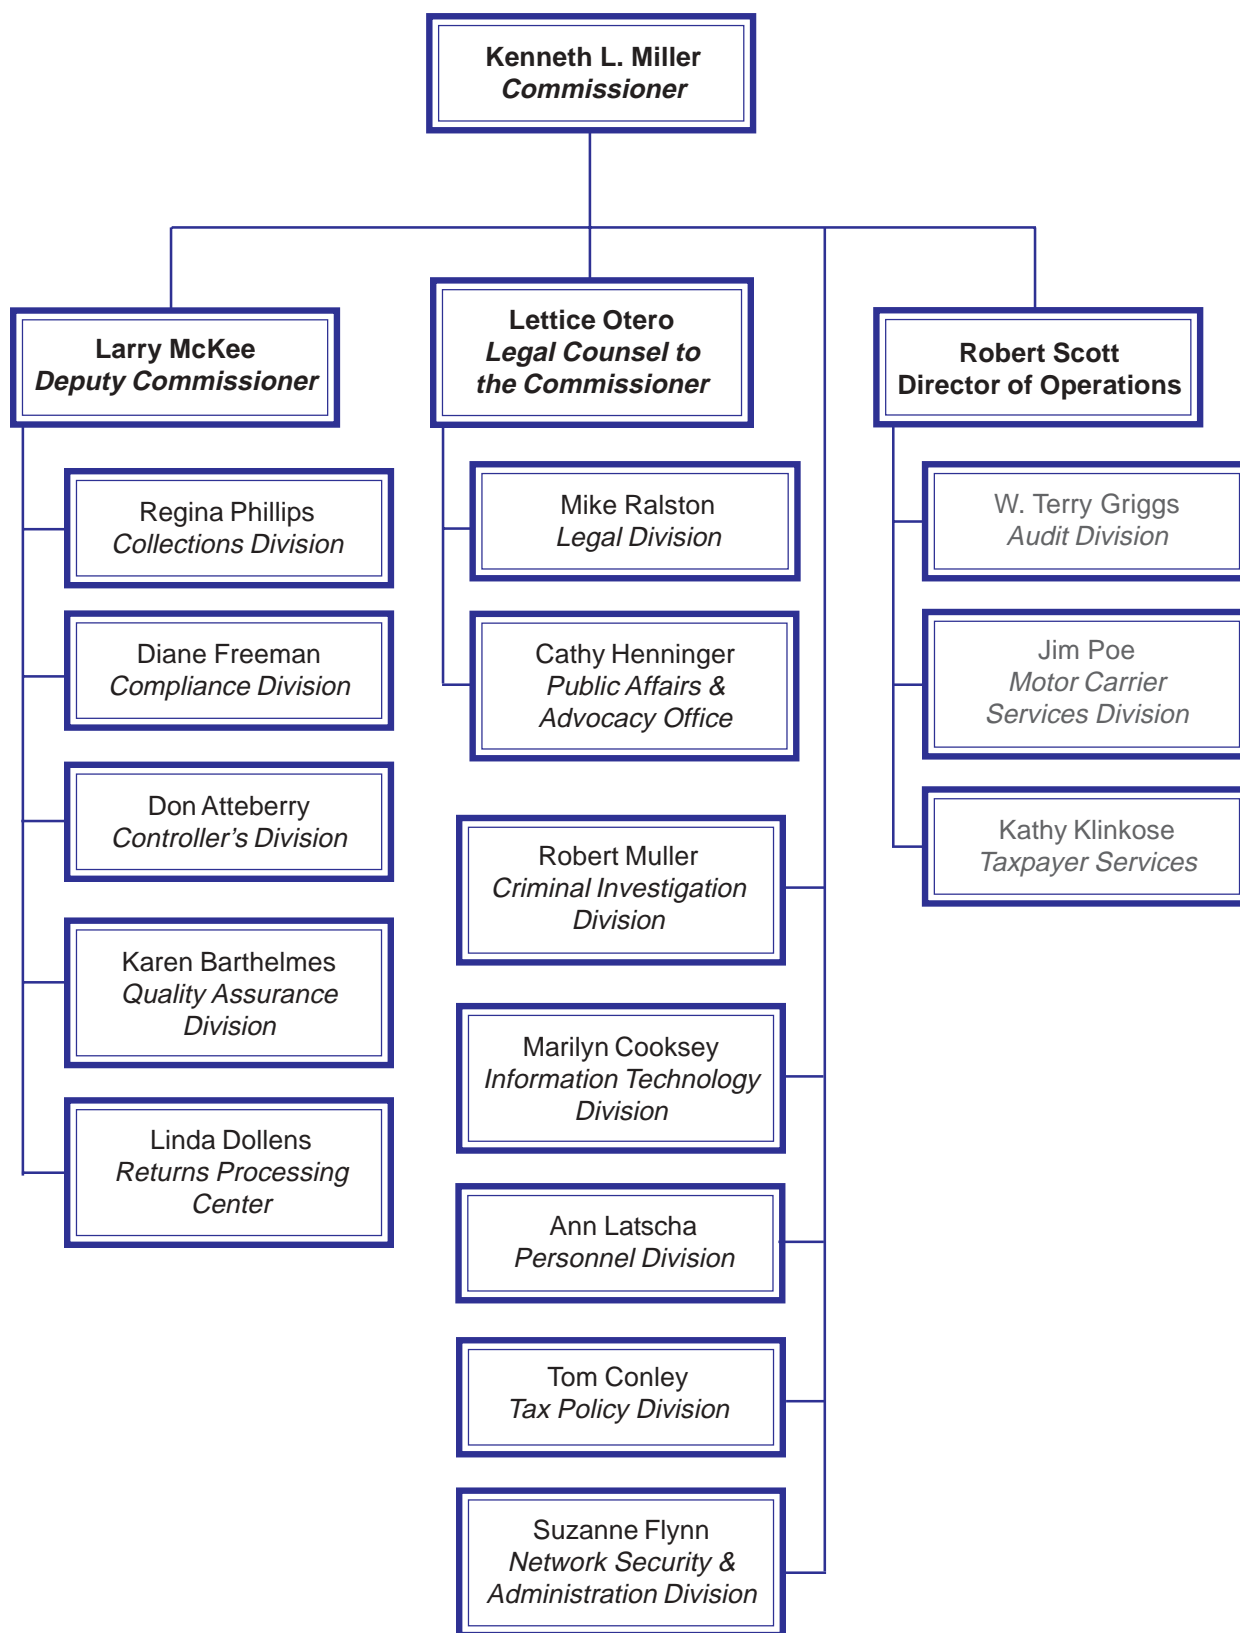 Kenneth L. Miller
Commissioner
Larry McKee
Deputy Commissioner
Lettice Otero
Legal Counsel to
the Commissioner
Robert Scott
Director of Operations
Regina Phillips
Collections Division
Diane Freeman
Compliance Division
Don Atteberry
Controller’s Division
Karen Barthelmes
Quality Assurance
Division
Linda Dollens
Returns Processing
Center
Mike Ralston
Legal Division
Cathy Henninger
Public Affairs &
Advocacy Office
Robert Muller
Criminal Investigation
Division
Marilyn Cooksey
Information Technology
Division
Ann Latscha
Personnel Division
Tom Conley
Tax Policy Division
Suzanne Flynn
Network Security &
Administration Division
W. Terry Griggs
Audit Division
Jim Poe
Motor Carrier
Services Division
Kathy Klinkose
Taxpayer Services